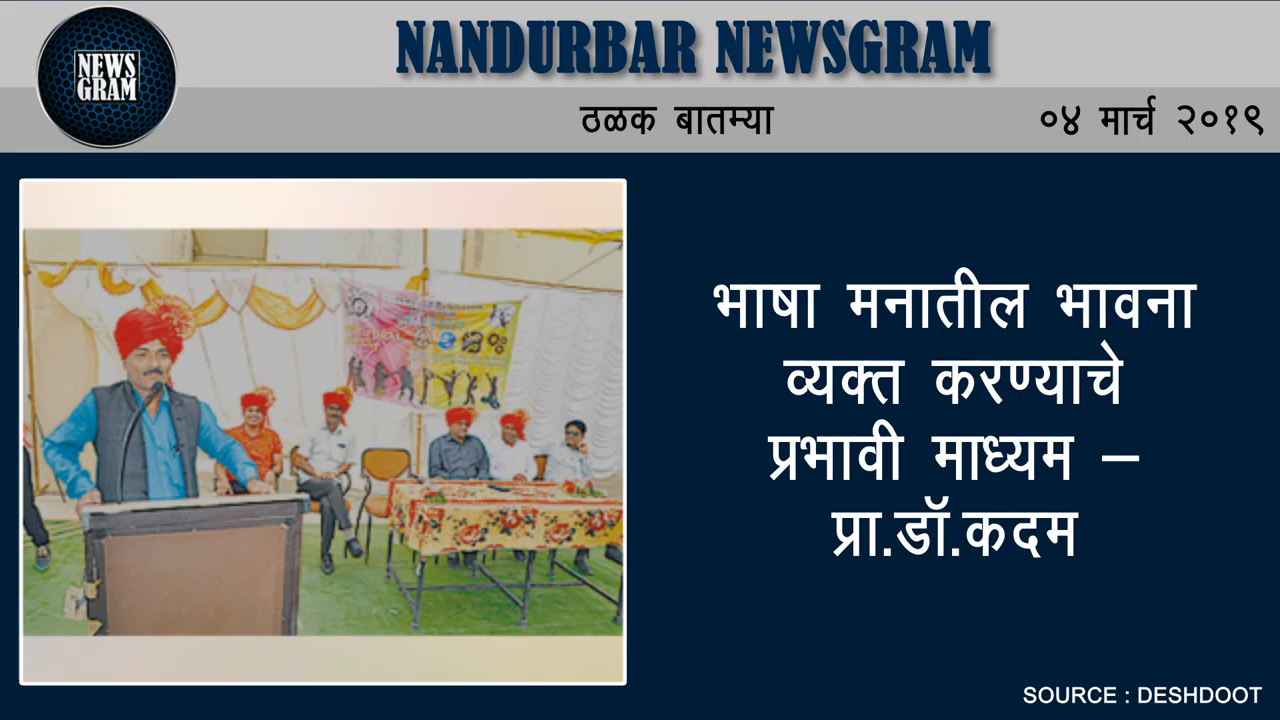 NEWS
GRAM
NANDURBAR NEWSGRAM
ठळक बातम्या
०४ मार्च २०१९
भाषा मनातील भावना
व्यक्त करण्याचे
प्रभावी माध्यम –
प्रा.डॉ.कदम
SOURCE : DESHDOOT